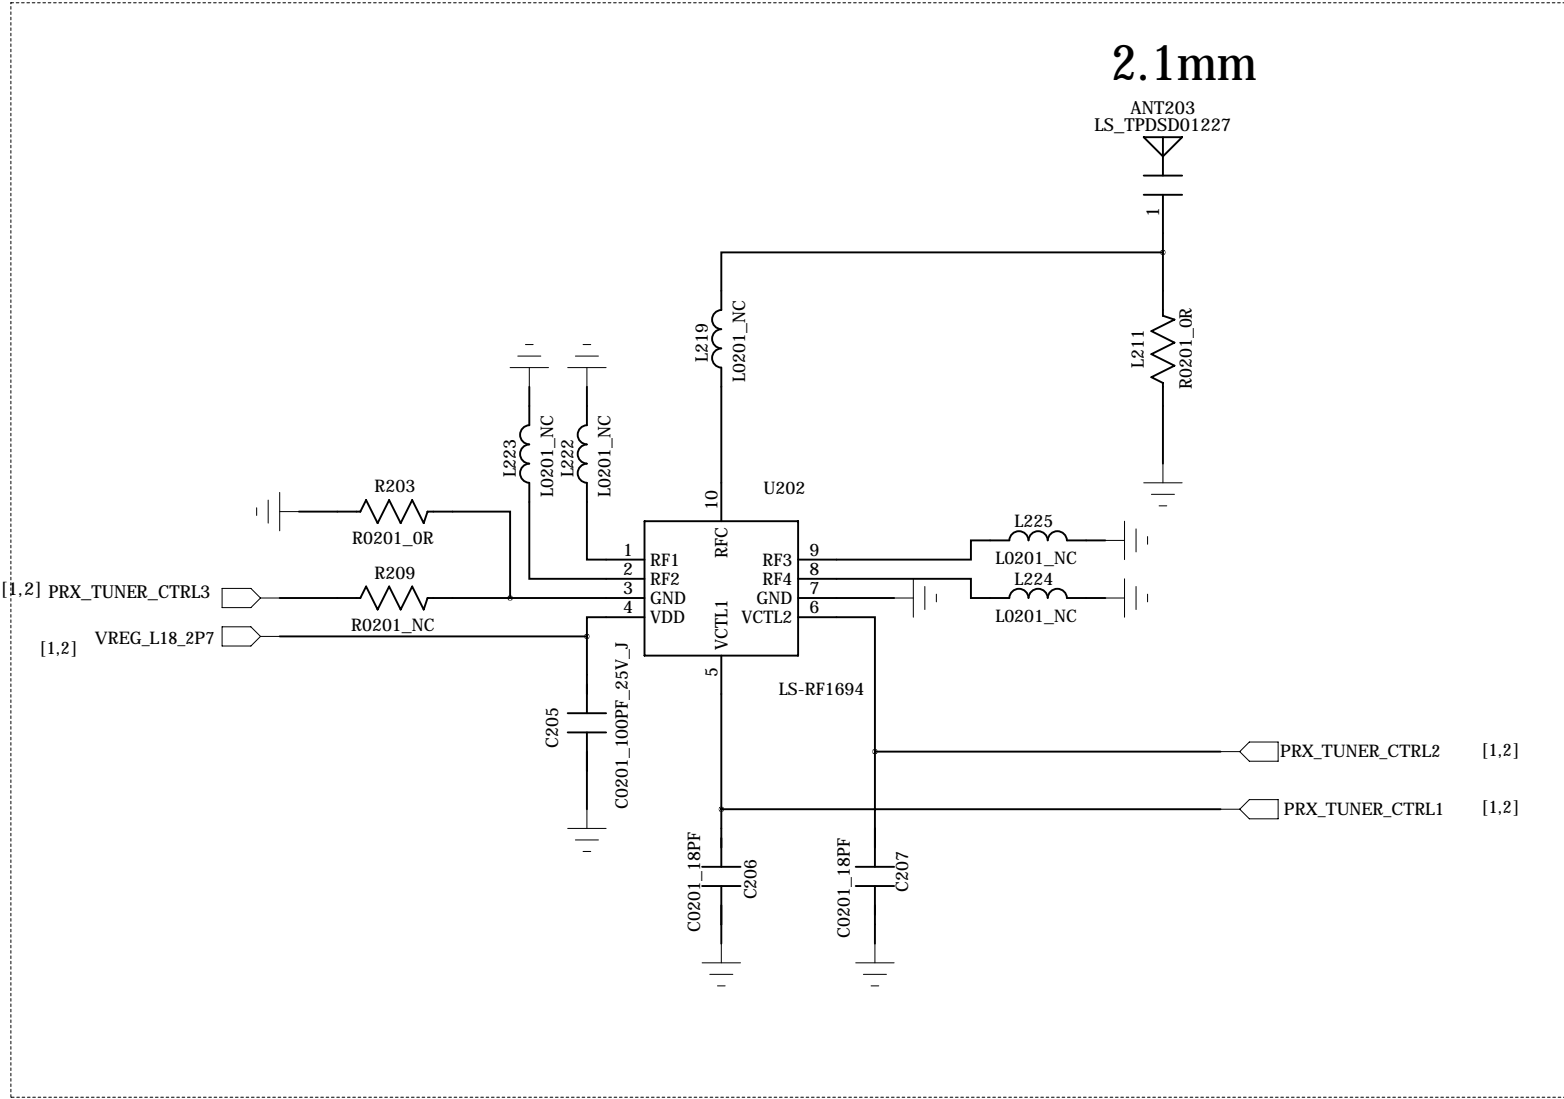 2.1mm
ANT203
LS_TPDSD01227
1
L219
L0201_NC
L211
R0201_0R
L223
L0201_NC
L222
L0201_NC
R203
R0201_0R
10
U202
RFC
1
RF1
2
RF2
3
GND
4
VDD
VCTL1
RF3
9
RF4
8
GND
7
VCTL2
6
5
L225
L0201_NC
L224
L0201_NC
[1,2] PRX_TUNER_CTRL3
R209
R0201_NC
VREG_L18_2P7
[1,2]
LS-RF1694
C205
C0201_100PF_25V_J
PRX_TUNER_CTRL2 [1,2]
PRX_TUNER_CTRL1 [1,2]
C0201_18PF
C206
C0201_18PF
C207